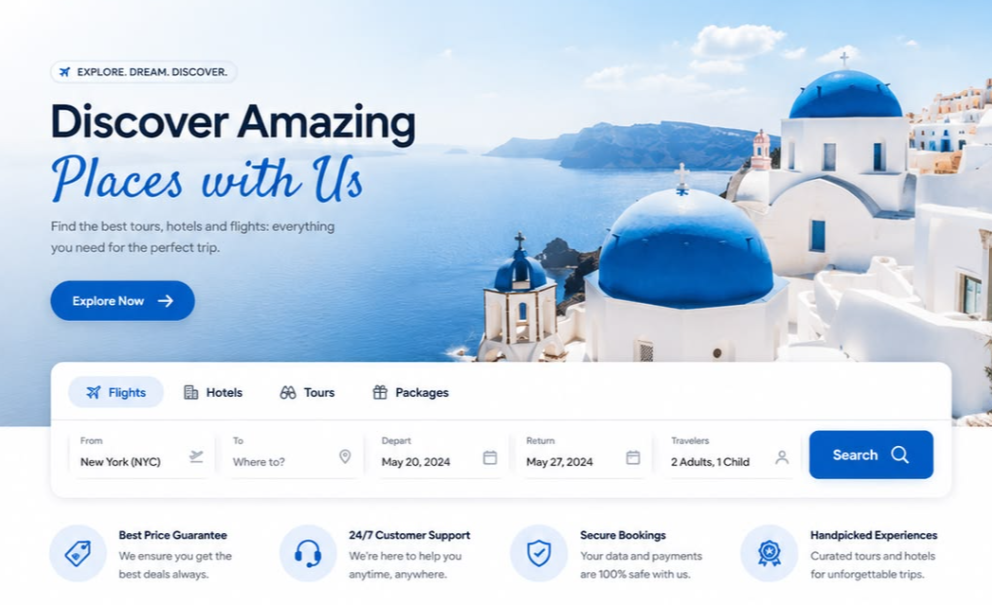 EXPLORE. DREAM. DISCOVER.
Discover Amazing
Places with Us
Find the best tours, hotels and flights: everything
you need for the perfect trip.
Explore Now
Flights
Hotels
Tours
Packages
From
New York (NYC)
To
Where to?
Depart
May 20, 2024
Return
May 27, 2024
Travelers
2 Adults, 1 Child
Search
Best Price Guarantee
We ensure you get the
best deals always.
24/7 Customer Support
We're here to help you
anytime, anywhere.
Secure Bookings
Your data and payments
are 100% safe with us.
Handpicked Experiences
Curated tours and hotels
for unforgettable trips.